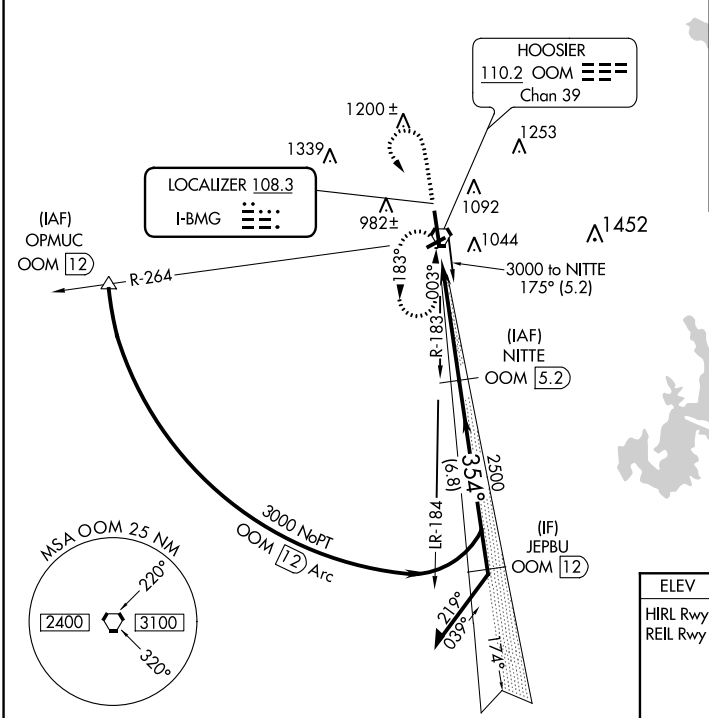 HOOSIER
110.2 OOM
Chan 39
1200 ±
1339
1253
LOCALIZER 108.3
I-BMG
1092
982±
1044
1452
(IAF)
OPMUC
OOM 12
R-264
183°
003°
R-183
3000 to NITTE
175° (5.2)
(IAF)
NITTE
OOM 5.2
354°
(6.8)
2500
LR-184
3000 NoPT
OOM 12 Arc
(IF)
JEPBU
OOM 12
219°
039°
174°
MSA OOM 25 NM
220°
2400
3100
320°
ELEV
HIRL Rwy
REIL Rwy